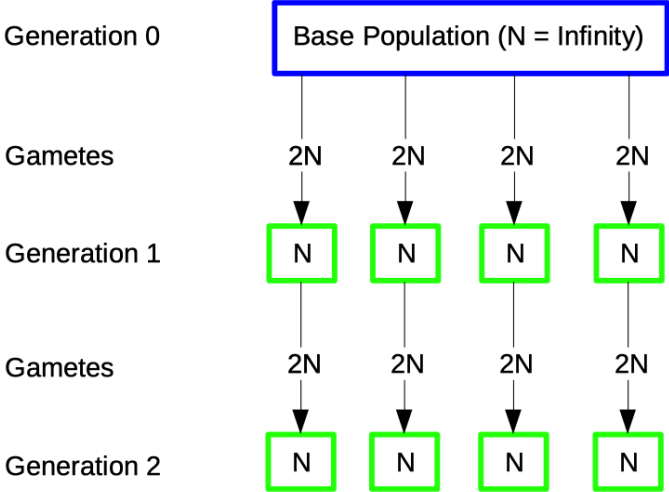 Generation 0 Base Population (N = Infinity)
Gametes 2N 2N 2N 2N
Generation 1 N N N N
Gametes 2N 2N 2N 2N
Generation 2 N N N N